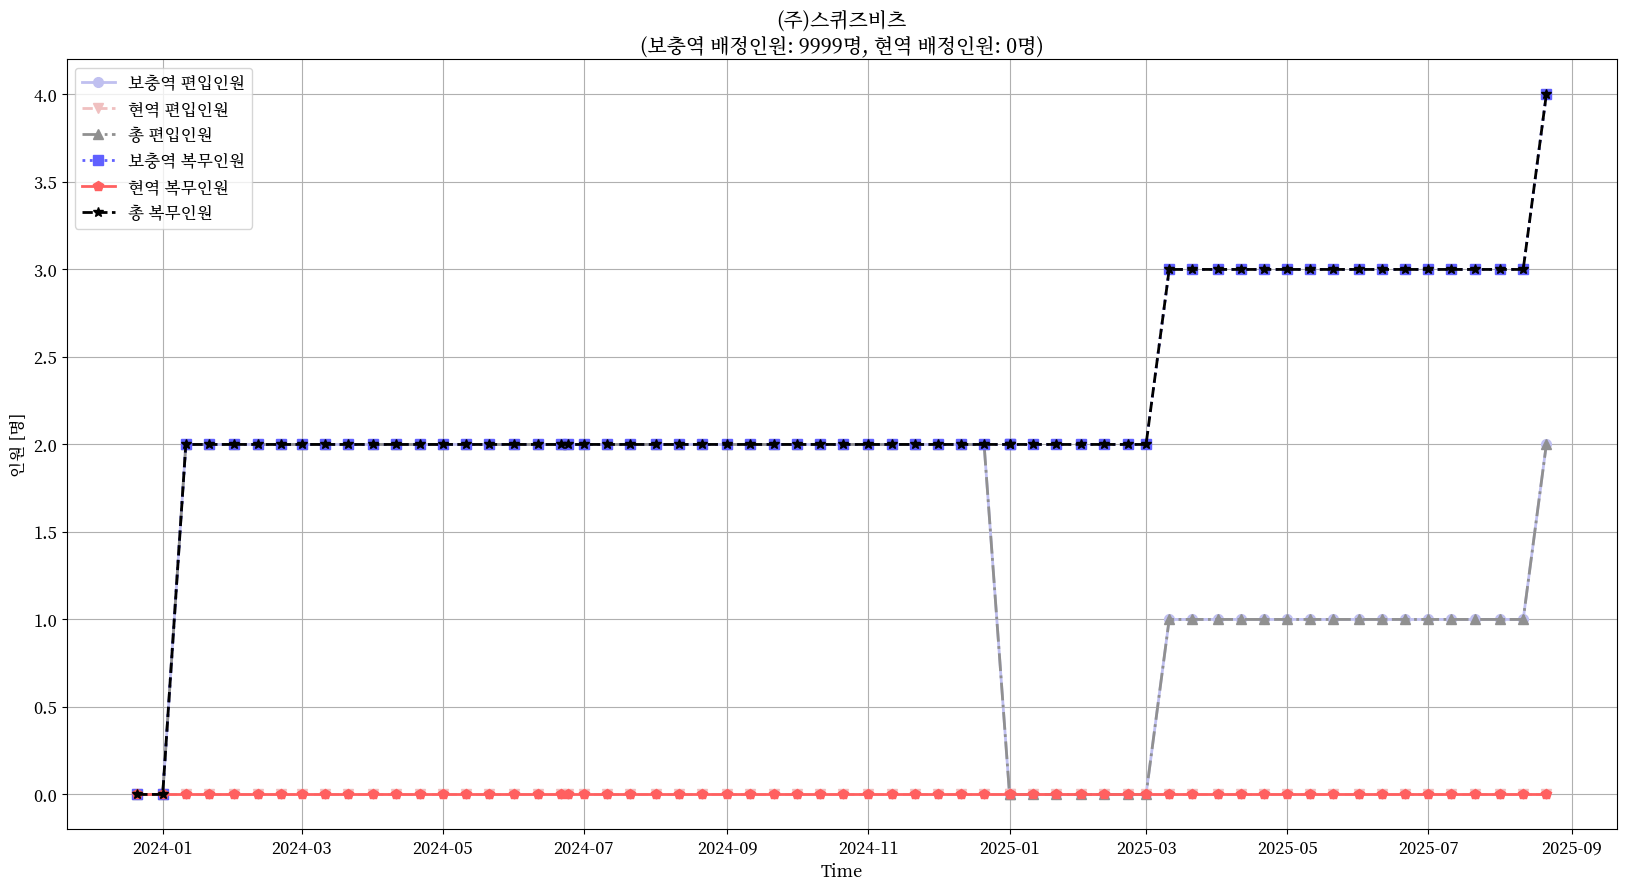 (주)스퀴즈비츠
(보충역 배정인원: 9999명, 현역 배정인원: 0명)
보충역 편입인원
현역 편입인원
총 편입인원
보충역 복무인원
현역 복무인원
총 복무인원
인원 [명]
4.0
3.5
3.0
2.5
2.0
1.5
1.0
0.5
0.0
2024-01 2024-03 2024-05 2024-07 2024-09 2024-11 2025-01 2025-03 2025-05 2025-07 2025-09
Time